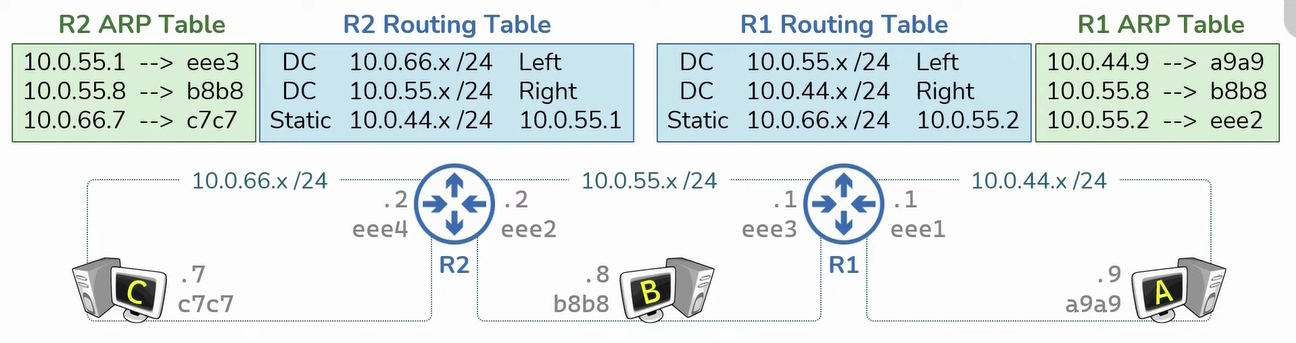 R2 ARP Table
10.0.55.1 --> eee3
10.0.55.8 --> b8b8
10.0.66.7 --> c7c7
R2 Routing Table
DC 10.0.66.x /24 Left
DC 10.0.55.x /24 Right
Static 10.0.44.x /24 10.0.55.1
R1 Routing Table
DC 10.0.55.x /24 Left
DC 10.0.44.x /24 Right
Static 10.0.66.x /24 10.0.55.2
R1 ARP Table
10.0.44.9 --> a9a9
10.0.55.8 --> b8b8
10.0.55.2 --> eee2
10.0.66.x /24
10.0.55.x /24
10.0.44.x /24
.2
eee4
.2
eee2
R2
.1
eee3
.1
eee1
R1
C
.7
c7c7
.8
b8b8
B
.9
a9a9
A